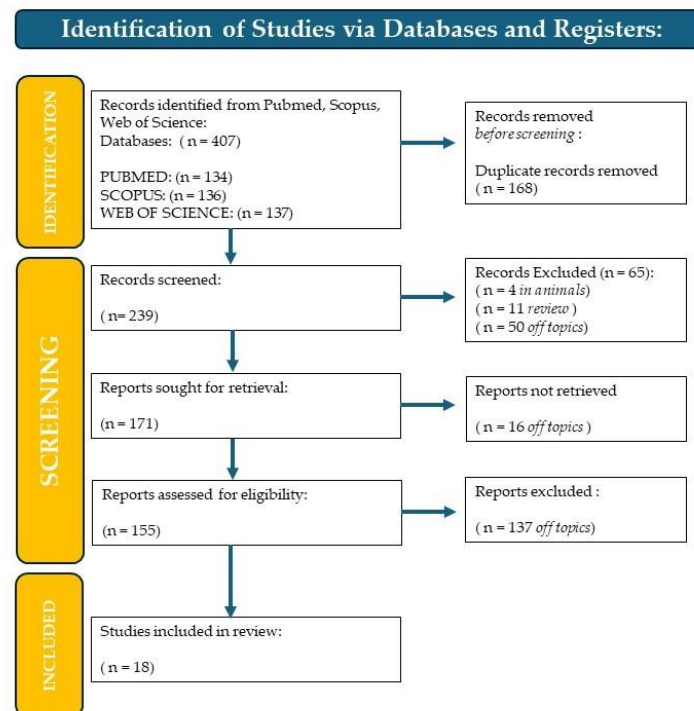 Identification of Studies via Databases and Registers:
IDENTIFICATION
Records identified from Pubmed, Scopus,
Web of Science:
Databases: ( n = 407)
PUBMED: (n = 134)
SCOPUS: (n = 136)
WEB OF SCIENCE: (n = 137)
Records removed
before screening :
Duplicate records removed
( n = 168)
SCREENING
Records screened:
( n= 239)
Records Excluded (n = 65):
( n = 4 in animals)
( n = 11 review )
( n = 50 off topics)
Reports sought for retrieval:
(n = 171)
Reports not retrieved
( n = 16 off topics )
Reports assessed for eligibility:
(n = 155)
Reports excluded :
( n = 137 off topics)
INCLUDED
Studies included in review:
( n = 18)